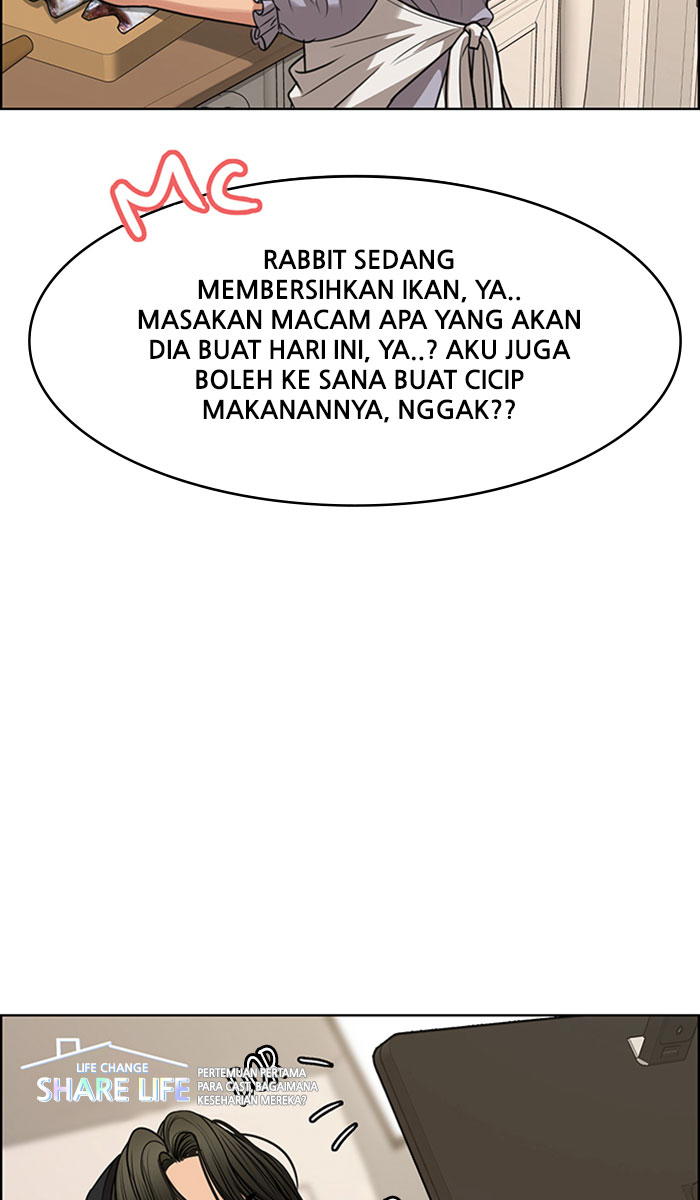 MC
RABBIT SEDANG
MEMBERSIHKAN IKAN, YA..
MASAKAN MACAM APA YANG AKAN
DIA BUAT HARI INI, YA..? AKU JUGA
BOLEH KE SANA BUAT CICIP
MAKANANNYA, NGGAK??
LIFE CHANGE
SHARE LIFE
PERTEMUAN PERTAMA
PARA CAST, BAGAIMANA
KESEHARIAN MEREKA?